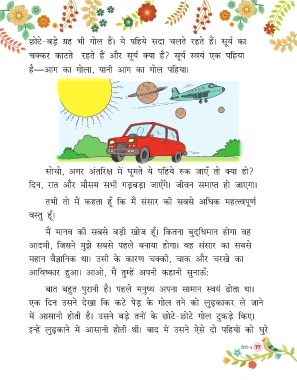 छोटे-बड़े ग्रह भी गोल हैं। ये पहिये सदा चलते रहते हैं। सूर्य का
चक्कर काटते रहते हैं और सूर्य क्या है? सूर्य स्वयं एक पहिया
है—आग का गोला, यानी आग का गोल पहिया।
सोचो, अगर अंतरिक्ष में घूमते ये पहिये रुक जाएँ तो क्या हो?
दिन, रात और मौसम सभी गड़बड़ा जाएँगे। जीवन समाप्त हो जाएगा।
तभी तो मैं कहता हूँ कि मैं संसार की सबसे अधिक महत्वपूर्ण
वस्तु हूँ।
मैं मानव की सबसे बड़ी खोज हूँ। कितना बुद्धिमान होगा वह
आदमी, जिसने मुझे सबसे पहले बनाया होगा। वह संसार का सबसे
महान वैज्ञानिक था। उसी के कारण चक्की, चाक और चरखे का
आविष्कार हुआ। आओ, मैं तुम्हें अपनी कहानी सुनाऊँ:
बात बहुत पुरानी है। पहले मनुष्य अपना सामान स्वयं ढोता था।
एक दिन उसने देखा कि कटे पेड़ के गोल तने को लुढ़काकर ले जाने
में आसानी होती है। उसने बड़े तनों के छोटे-छोटे गोल टुकड़े किए।
इन्हें लुढ़काने में आसानी होती थी। बाद में उसने ऐसे दो पहियों को धुरे
हिंदी-3 77